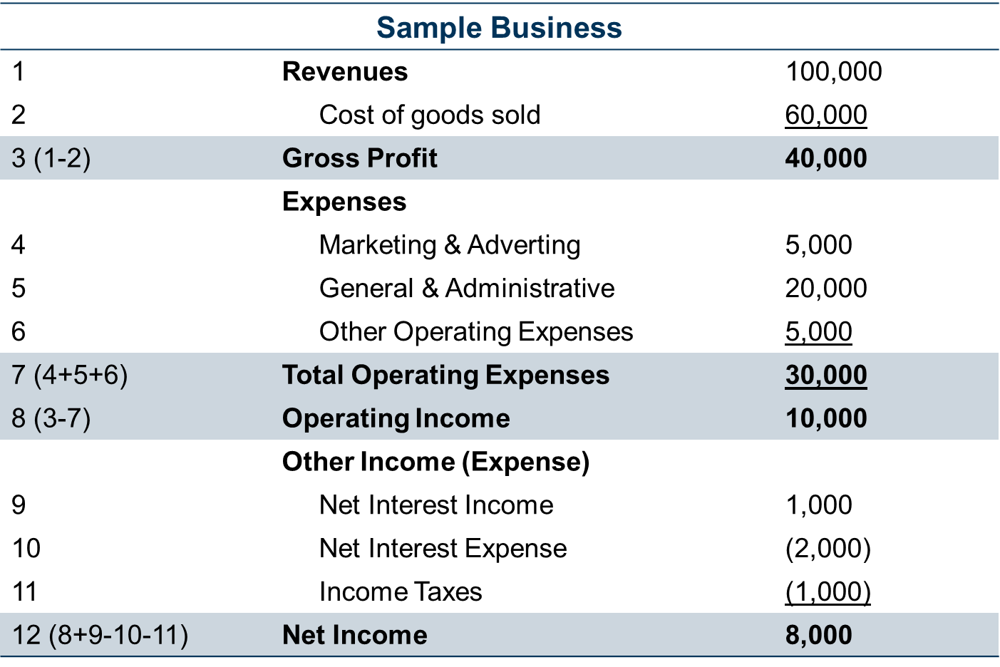 Sample Business
1 Revenues 100,000
2 Cost of goods sold 60,000
3 (1-2) Gross Profit 40,000
Expenses
4 Marketing & Adverting 5,000
5 General & Administrative 20,000
6 Other Operating Expenses 5,000
7 (4+5+6) Total Operating Expenses 30,000
8 (3-7) Operating Income 10,000
Other Income (Expense)
9 Net Interest Income 1,000
10 Net Interest Expense (2,000)
11 Income Taxes (1,000)
12 (8+9-10-11) Net Income 8,000